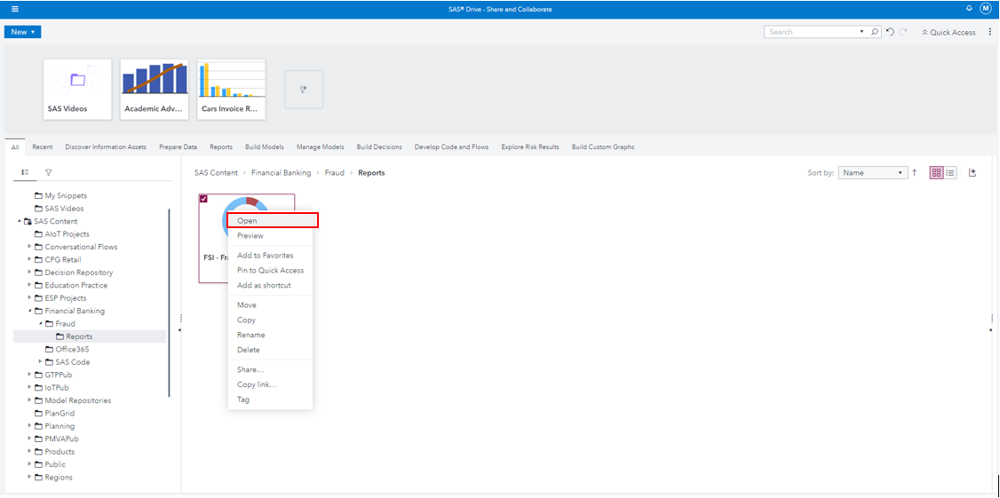 SAS® Drive - Share and Collaborate
M
New
Search
Quick Access
SAS Videos
Academic Adv...
Cars Invoice R...
All
Recent
Discover Information Assets
Prepare Data
Reports
Build Models
Manage Models
Build Decisions
Develop Code and Flows
Explore Risk Results
Build Custom Graphs
My Snippets
SAS Videos
SAS Content
AIoT Projects
Conversational Flows
CPG Retail
Decision Repository
Education Practice
ESP Projects
Financial Banking
Fraud
Reports
Office365
SAS Code
GTPPub
IoTPub
Model Repositories
PlanGrid
Planning
PMVAPub
Products
Public
Regions
SAS Content > Financial Banking > Fraud > Reports
Sort by: Name
FSI - Fra
Open
Preview
Add to Favorites
Pin to Quick Access
Add as shortcut
Move
Copy
Rename
Delete
Share...
Copy link...
Tag